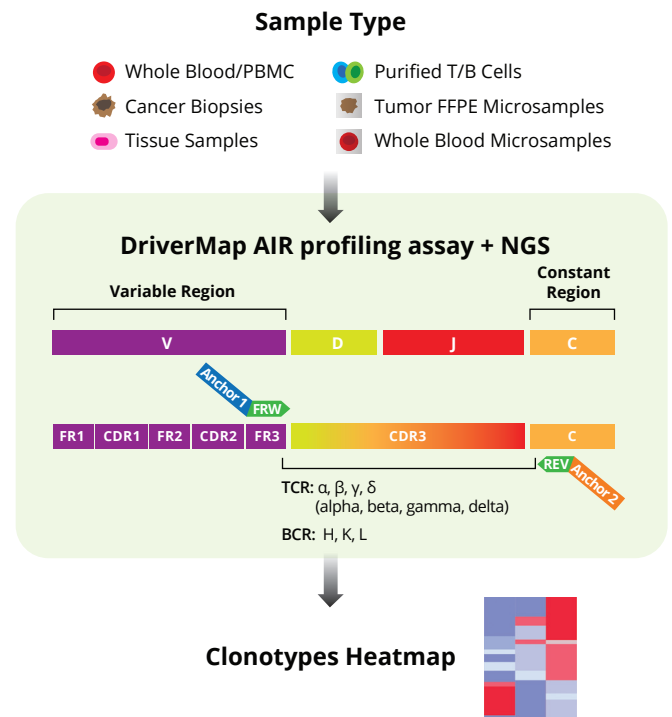 Sample Type
Whole Blood/PBMC
Purified T/B Cells
Cancer Biopsies
Tumor FFPE Microsamples
Tissue Samples
Whole Blood Microsamples
DriverMap AIR profiling assay + NGS
Variable Region
Constant
Region
V
D
J
C
Anchor 1
FRW
FR1
CDR1
FR2
CDR2
FR3
CDR3
C
REV
Anchor 2
TCR: α, β, γ, δ
(alpha, beta, gamma, delta)
BCR: H, K, L
Clonotypes Heatmap